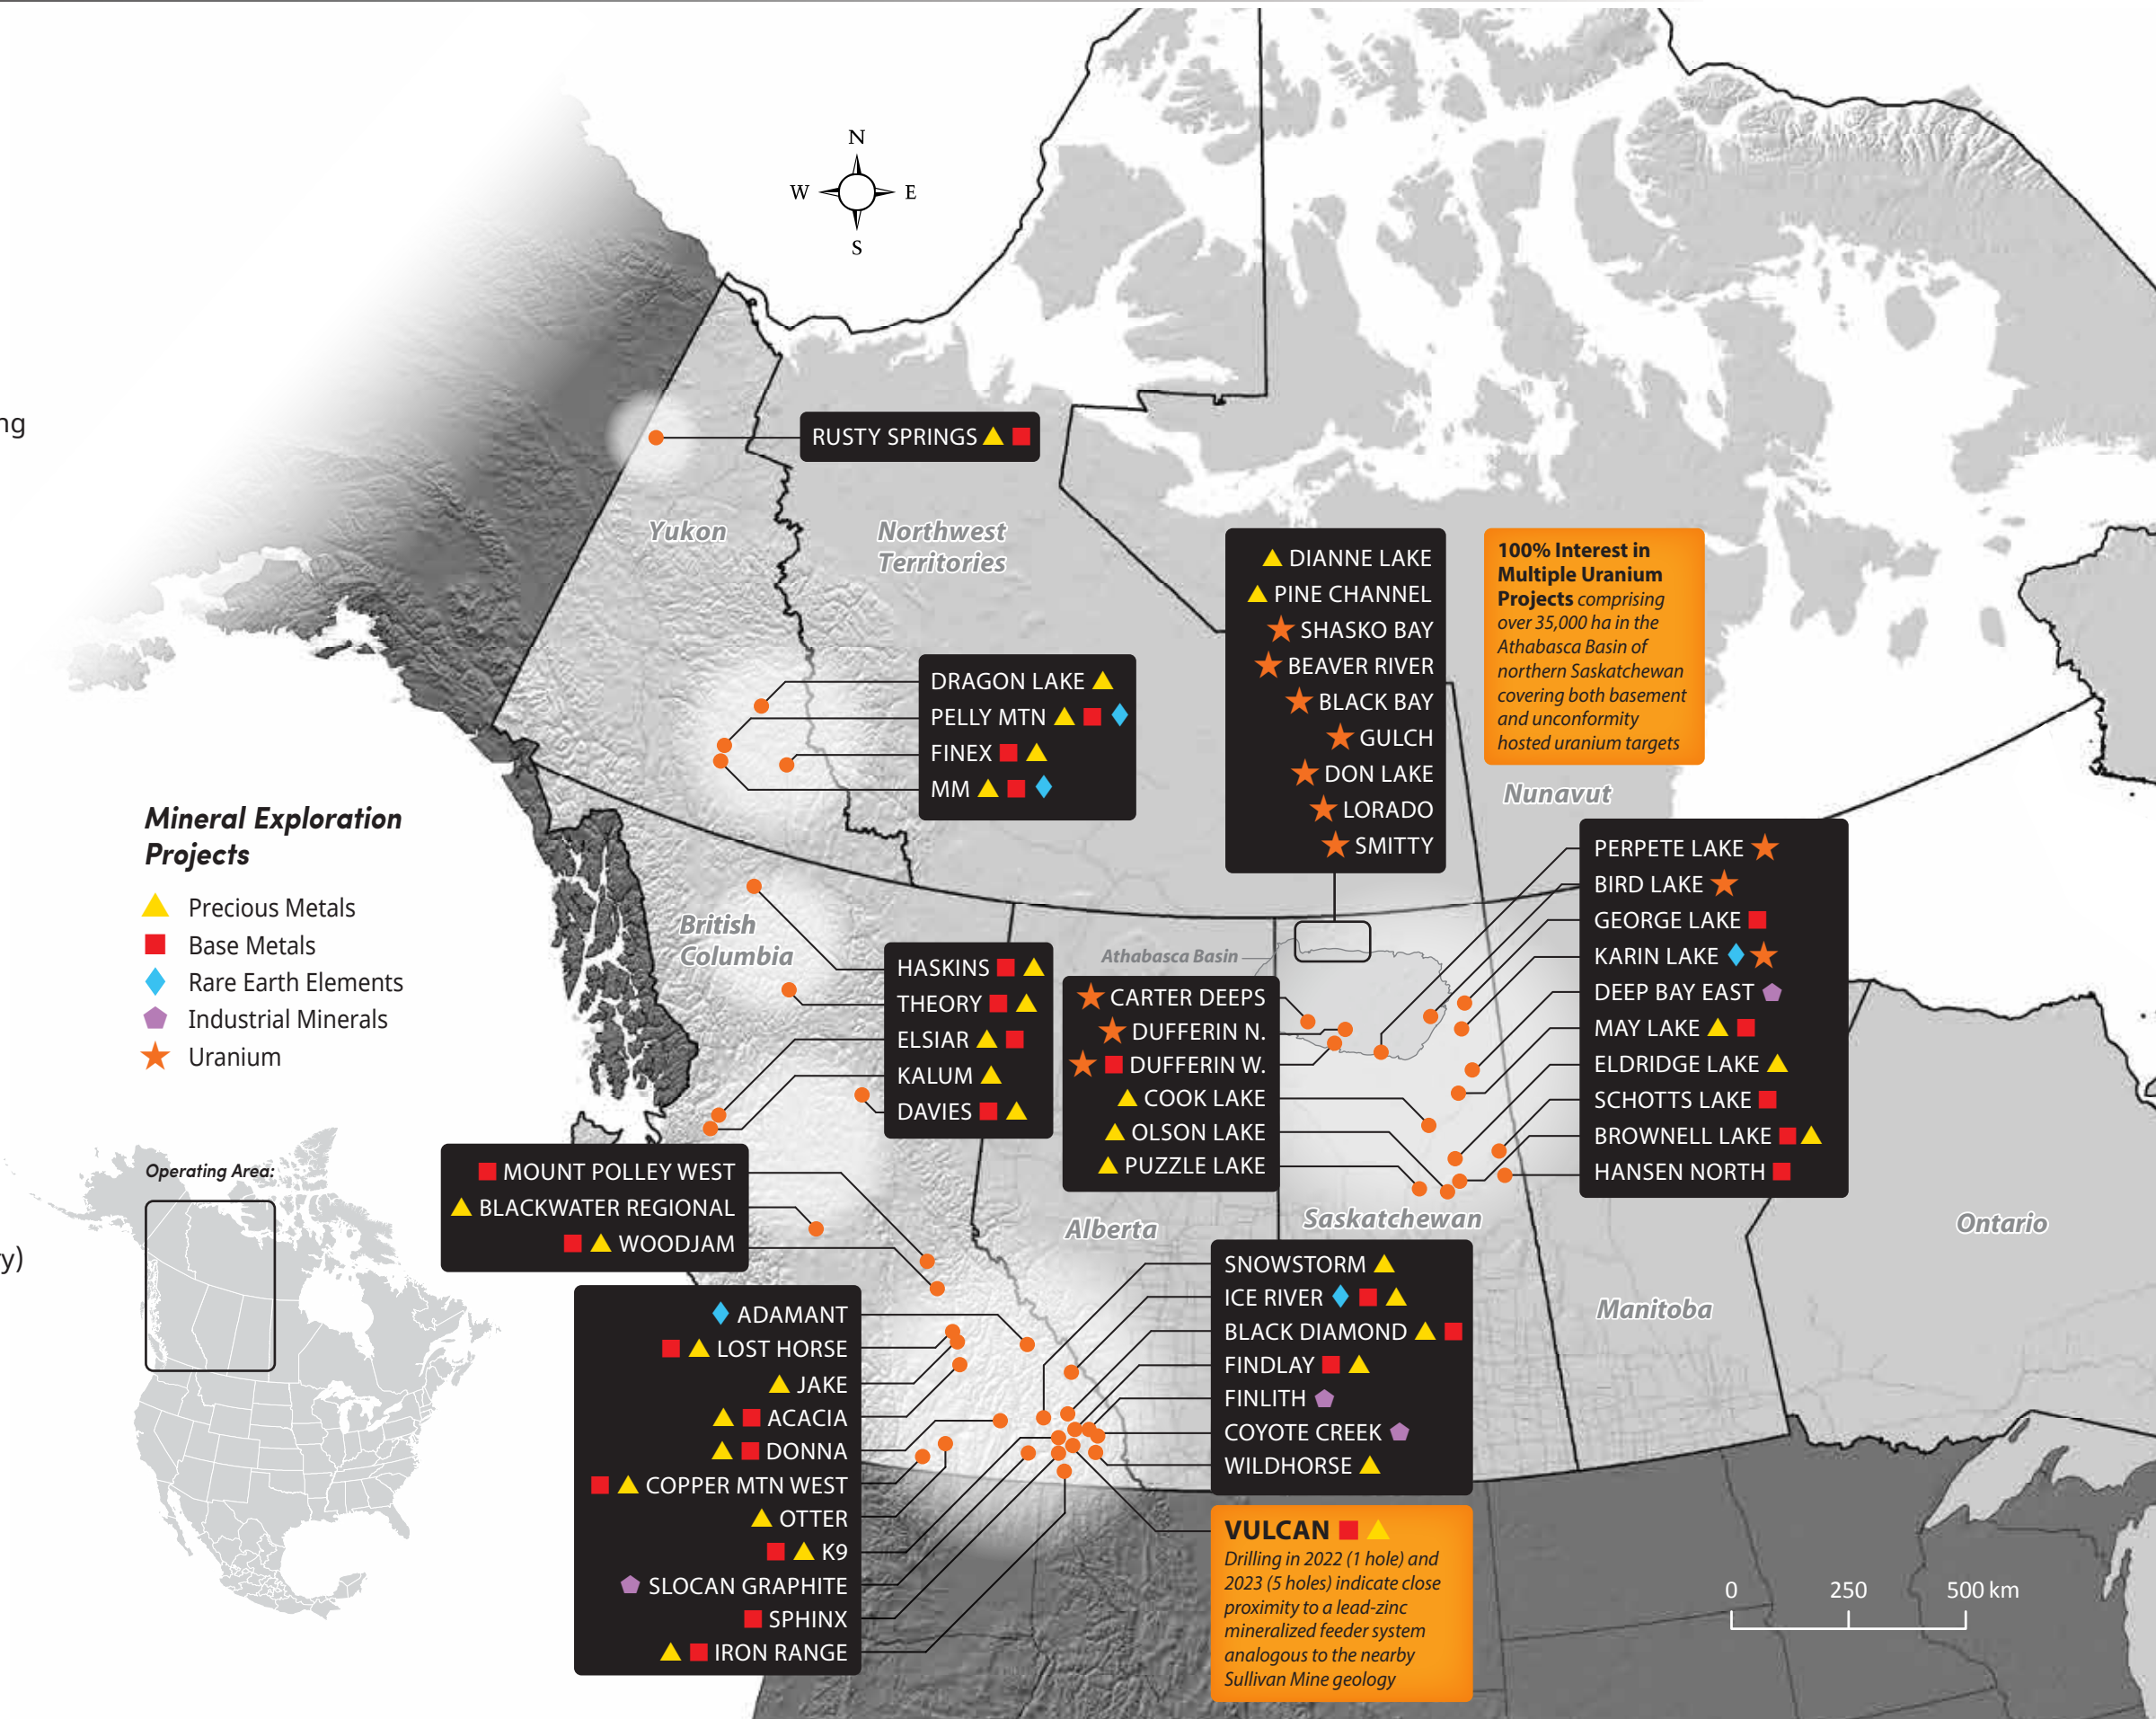 ng
y)
N
W E
S
RUSTY SPRINGS
Yukon
Northwest
Territories
DRAGON LAKE
PELLY MTN
FINEX
MM
DIANNE LAKE
PINE CHANNEL
SHASKO BAY
BEAVER RIVER
BLACK BAY
GULCH
DON LAKE
LORADO
SMITTY
100% Interest in
Multiple Uranium
Projects comprising
over 35,000 ha in the
Athabasca Basin of
northern Saskatchewan
covering both basement
and unconformity
hosted uranium targets
Nunavut
Mineral Exploration
Projects
Precious Metals
Base Metals
Rare Earth Elements
Industrial Minerals
Uranium
British
Columbia
HASKINS
THEORY
ELSIAR
KALUM
DAVIES
Athabasca Basin
CARTER DEEPS
DUFFERIN N.
DUFFERIN W.
COOK LAKE
OLSON LAKE
PUZZLE LAKE
PERPETE LAKE
BIRD LAKE
GEORGE LAKE
KARIN LAKE
DEEP BAY EAST
MAY LAKE
ELDRIDGE LAKE
SCHOTTS LAKE
BROWNELL LAKE
HANSEN NORTH
Operating Area:
MOUNT POLLEY WEST
BLACKWATER REGIONAL
WOODJAM
Alberta
Saskatchewan
Manitoba
Ontario
ADAMANT
LOST HORSE
JAKE
ACACIA
DONNA
COPPER MTN WEST
OTTER
K9
SLOCAN GRAPHITE
SPHINX
IRON RANGE
SNOWSTORM
ICE RIVER
BLACK DIAMOND
FINDLAY
FINLITH
COYOTE CREEK
WILDHORSE
VULCAN
Drilling in 2022 (1 hole) and
2023 (5 holes) indicate close
proximity to a lead-zinc
mineralized feeder system
analogous to the nearby
Sullivan Mine geology
0 250 500 km